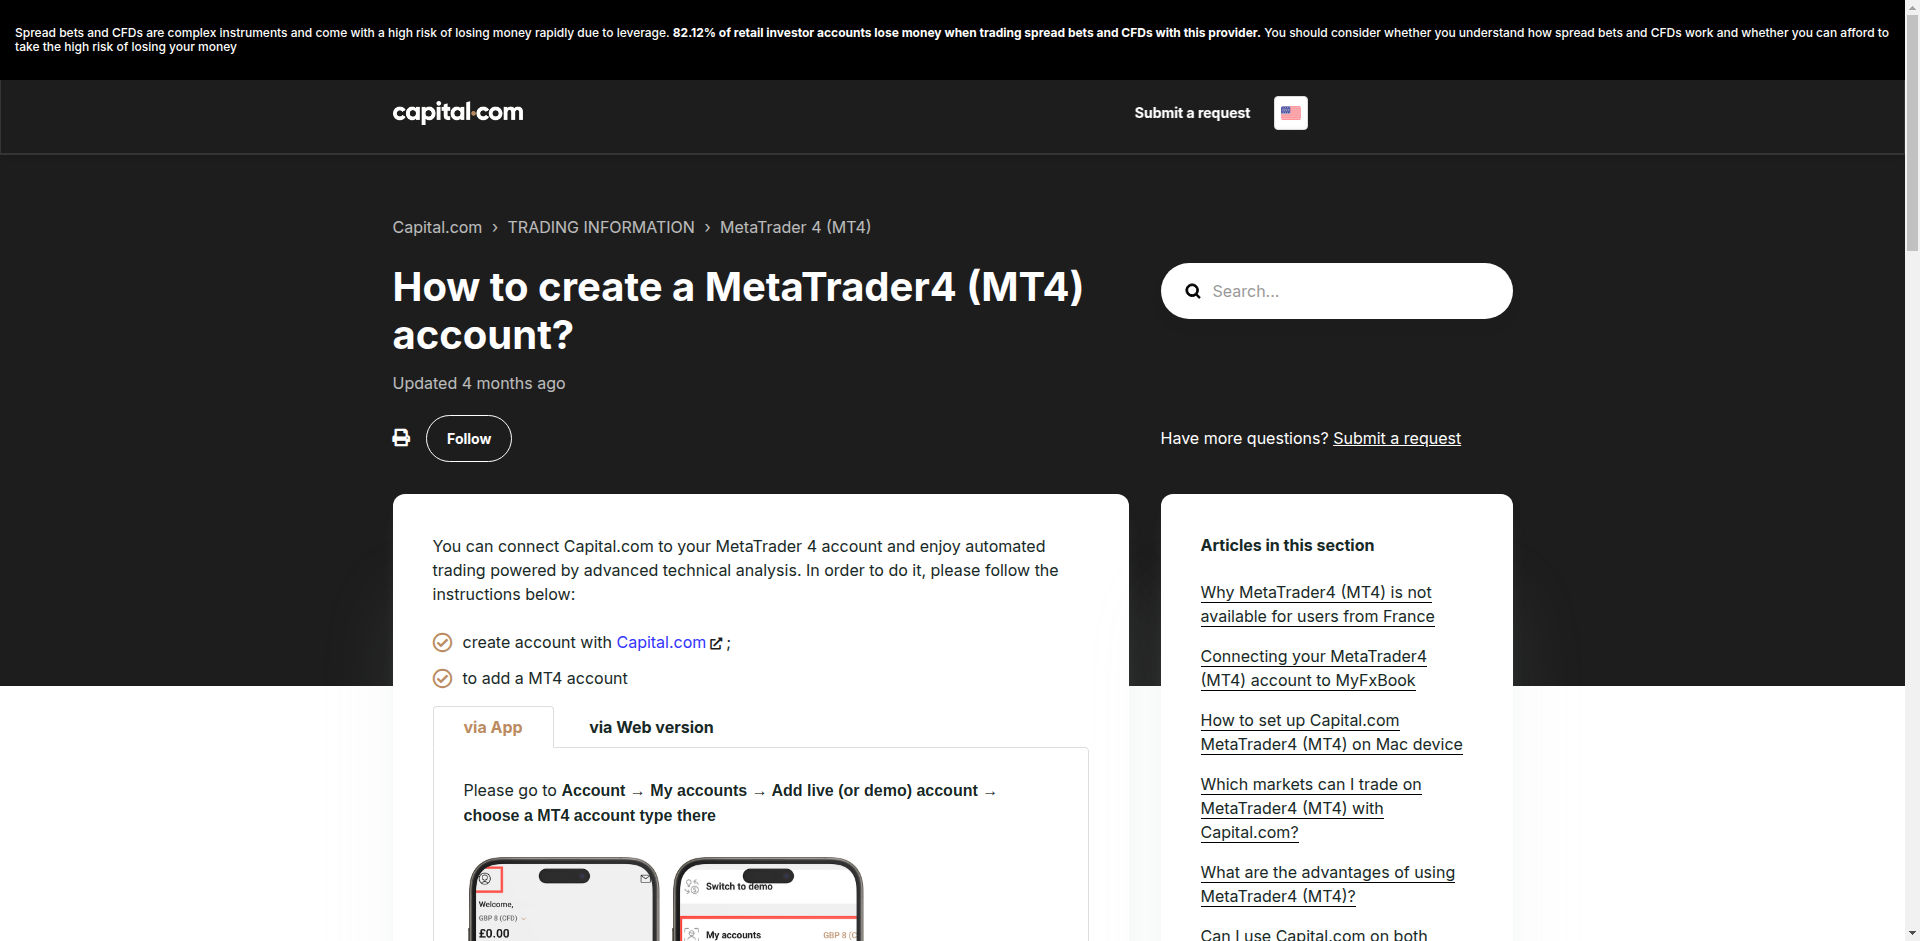 Spread bets and CFDs are complex instruments and come with a high risk of losing money rapidly due to leverage. 82.12% of retail investor accounts lose money when trading spread bets and CFDs with this provider. You should consider whether you understand how spread bets and CFDs work and whether you can afford to
take the high risk of losing your money
capital.com
Submit a request
Capital.com › TRADING INFORMATION › MetaTrader 4 (MT4)
How to create a MetaTrader4 (MT4)
account?
Search...
Updated 4 months ago
Follow
Have more questions? Submit a request
You can connect Capital.com to your MetaTrader 4 account and enjoy automated
trading powered by advanced technical analysis. In order to do it, please follow the
instructions below:
create account with Capital.com ;
to add a MT4 account
via App
via Web version
Please go to Account → My accounts → Add live (or demo) account →
choose a MT4 account type there
Welcome,
GBP 8 (CFD)
£0.00
Switch to demo
My accounts
GBP 8 (C
Articles in this section
Why MetaTrader4 (MT4) is not
available for users from France
Connecting your MetaTrader4
(MT4) account to MyFxBook
How to set up Capital.com
MetaTrader4 (MT4) on Mac device
Which markets can I trade on
MetaTrader4 (MT4) with
Capital.com?
What are the advantages of using
MetaTrader4 (MT4)?
Can I use Capital.com on both